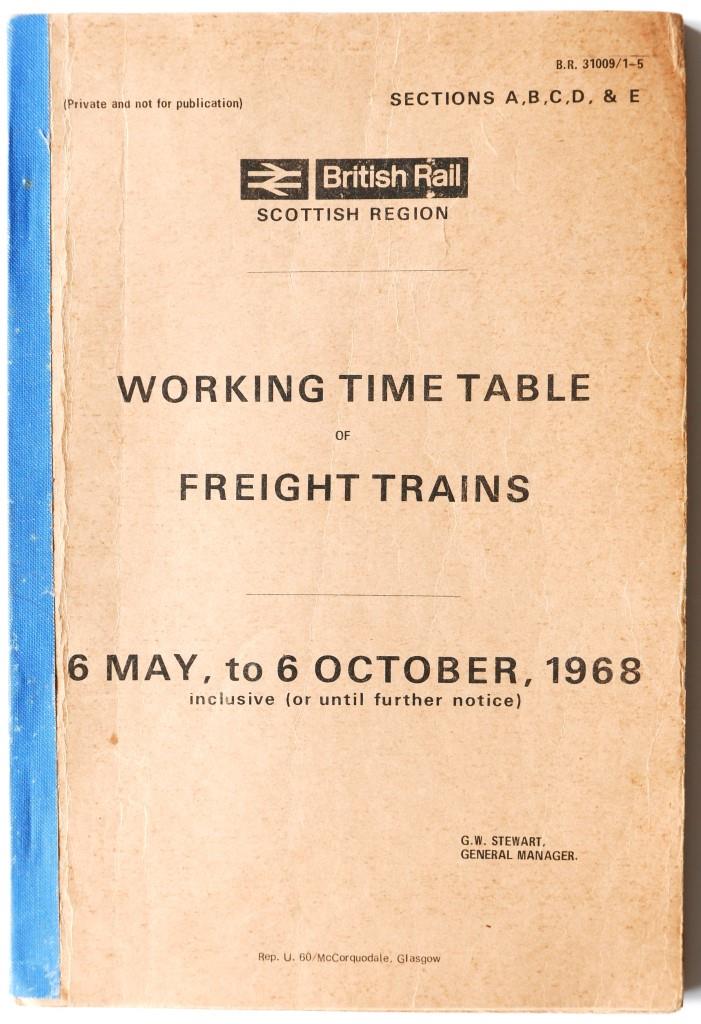 B.R. 31009/1-5
(Private and not for publication)
SECTIONS A,B,C,D, & E
British Rail
SCOTTISH REGION
WORKING TIME TABLE
OF
FREIGHT TRAINS
6 MAY, to 6 OCTOBER, 1968
inclusive (or until further notice)
G.W. STEWART,
GENERAL MANAGER.
Rep. U. 60/McCorquodale, Glasgow